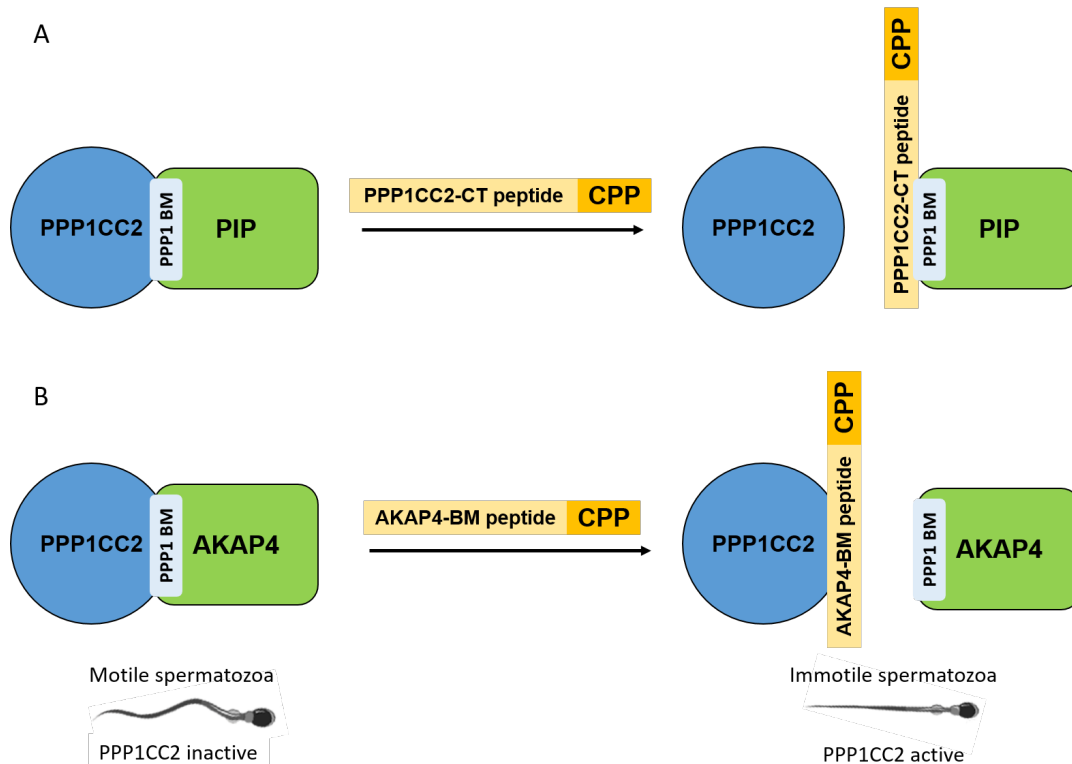 A
PPP1CC2
PPP1 BM
PIP
PPP1CC2-CT peptide
CPP
PPP1CC2
PPP1CC2-CT peptide
CPP
PPP1 BM
PIP
B
PPP1CC2
PPP1 BM
AKAP4
AKAP4-BM peptide
CPP
PPP1CC2
AKAP4-BM peptide
CPP
PPP1 BM
AKAP4
Motile spermatozoa
PPP1CC2 inactive
Immotile spermatozoa
PPP1CC2 active